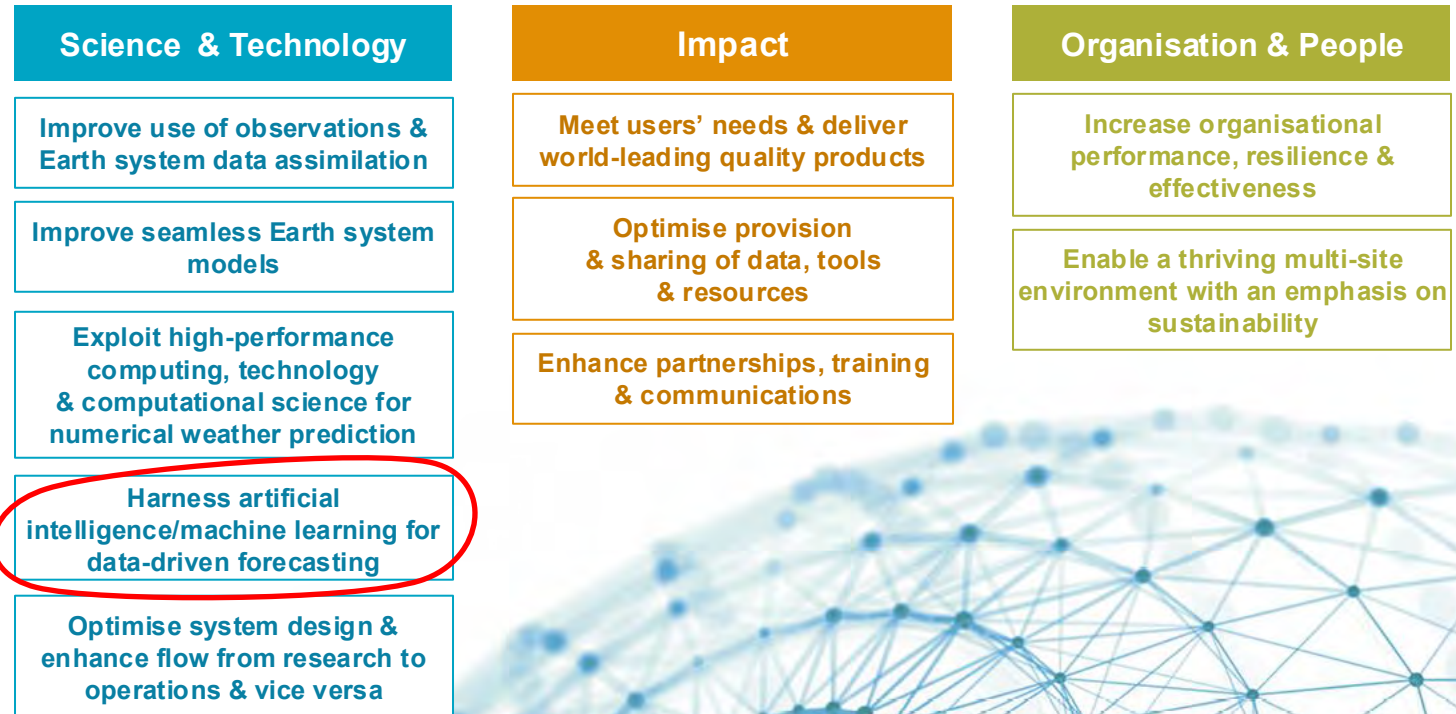 Science & Technology
Improve use of observations &
Earth system data assimilation
Improve seamless Earth system
models
Exploit high-performance
computing, technology
& computational science for
numerical weather prediction
Harness artificial
intelligence/machine learning for
data-driven forecasting
Optimise system design &
enhance flow from research to
operations & vice versa
Impact
Meet users’ needs & deliver
world-leading quality products
Optimise provision
& sharing of data, tools
& resources
Enhance partnerships, training
& communications
Organisation & People
Increase organisational
performance, resilience &
effectiveness
Enable a thriving multi-site
environment with an emphasis on
sustainability